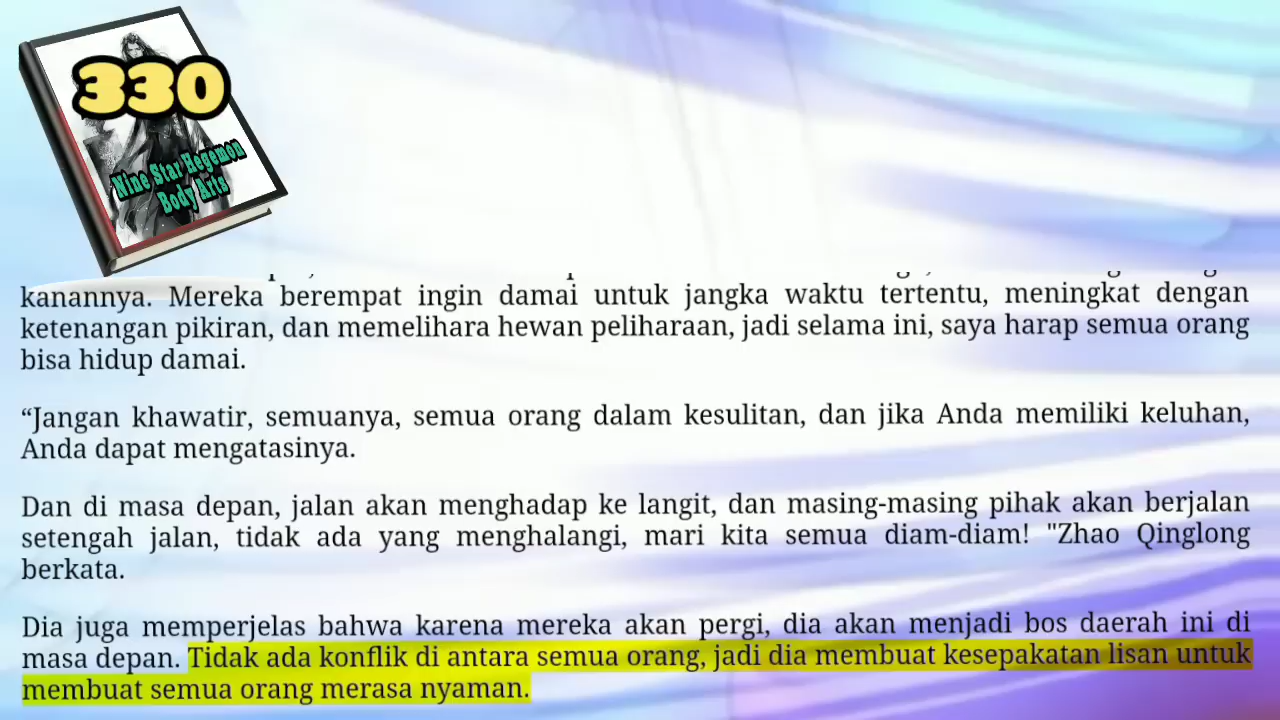 330
Nine Star Hegemon
Body Arts
kanannya. Mereka berempat ingin damai untuk jangka waktu tertentu, meningkat dengan
ketenangan pikiran, dan memelihara hewan peliharaan, jadi selama ini, saya harap semua orang
bisa hidup damai.
“Jangan khawatir, semuanya, semua orang dalam kesulitan, dan jika Anda memiliki keluhan,
Anda dapat mengatasinya.
Dan di masa depan, jalan akan menghadap ke langit, dan masing-masing pihak akan berjalan
setengah jalan, tidak ada yang menghalangi, mari kita semua diam-diam! "Zhao Qinglong
berkata.
Dia juga memperjelas bahwa karena mereka akan pergi, dia akan menjadi bos daerah ini di
masa depan. Tidak ada konflik di antara semua orang, jadi dia membuat kesepakatan lisan untuk
membuat semua orang merasa nyaman.